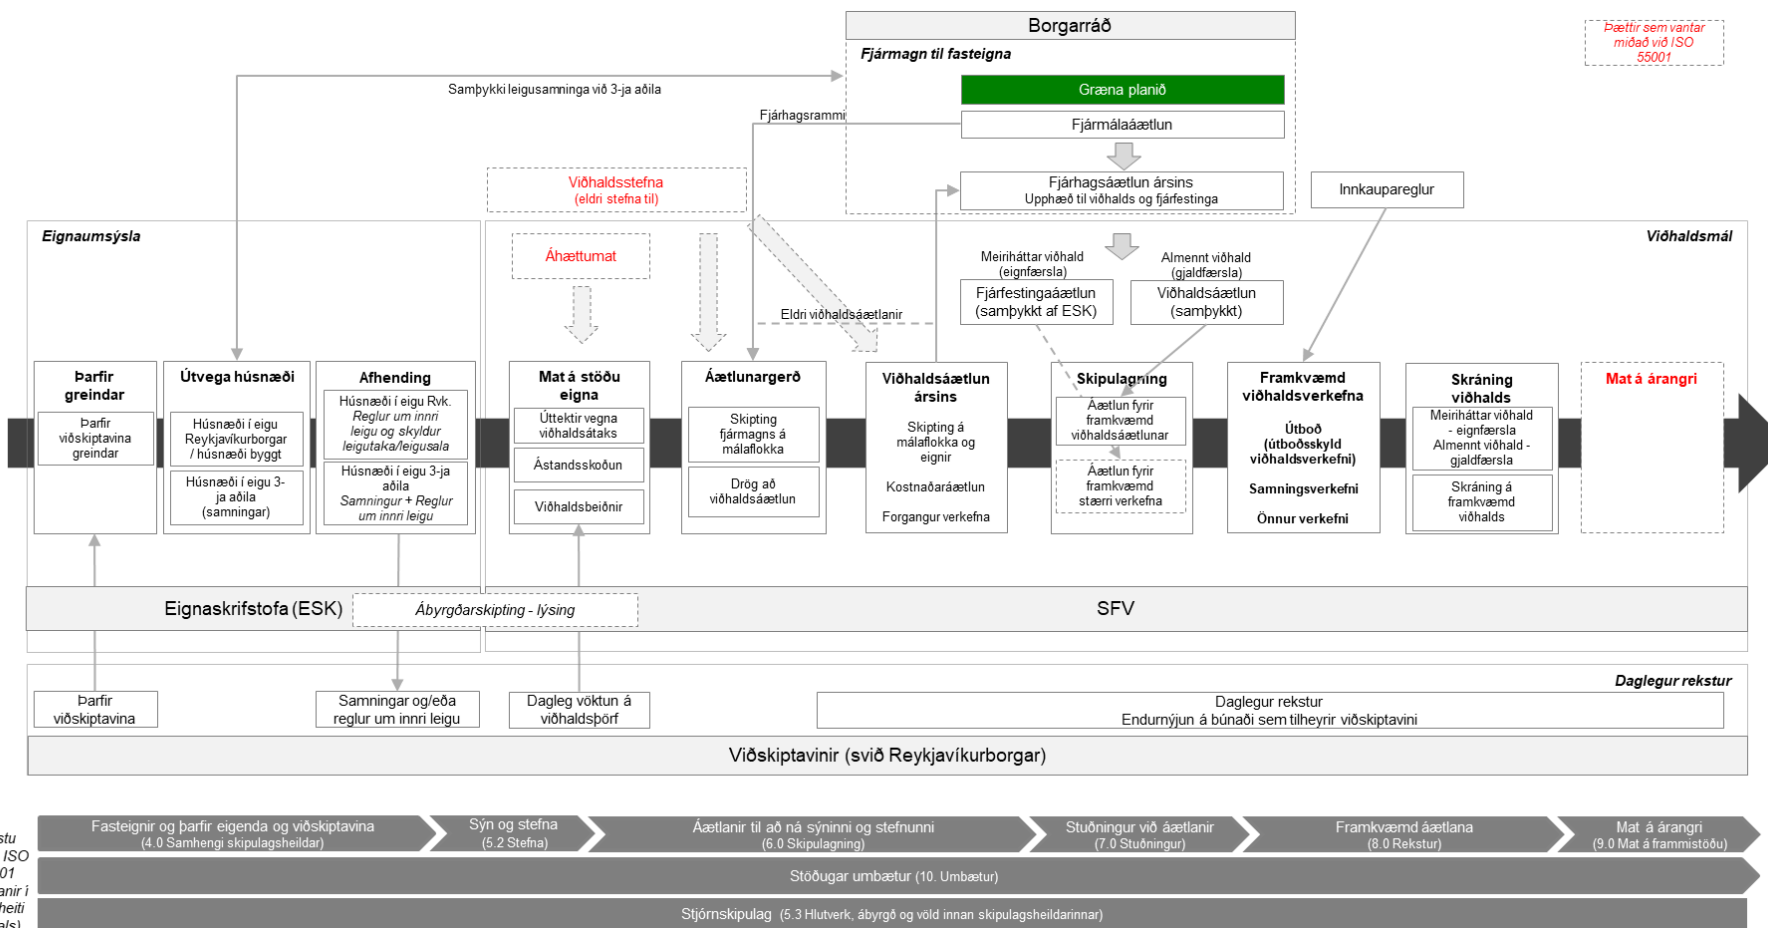 Borgarráð
Fjármagn til fasteigna
Þættir sem vantar
miðað við ISO
55001
Samþykki leigusamninga við 3-ja aðila
Græna planið
Fjárhagsrammi
Fjármálaáætlun
Viðhaldsstefna
(eldri stefna til)
Fjárhagsáætlun ársins
Upphæð til viðhalds og fjárfestinga
Innkaupareglur
Eignaumsýsla
Viðhaldsmál
Áhættumat
Meiriháttar viðhald
(eignfærsla)
Almennt viðhald
(gjaldfærsla)
Fjárfestingaáætlun
(samþykkt af ESK)
Viðhaldsáætlun
(samþykkt)
Eldri viðhaldsáætlanir
Þarfir
greindar
Þarfir
viðskiptavina
greindar
Útvega húsnæði
Húsnæði í eigu
Reykjavíkurborgar
/ húsnæði byggt
Húsnæði í eigu 3-
ja aðila
(samningar)
Afhending
Húsnæði í eigu Rvk.
Reglur um innri
leigu og skyldur
leigutaka/leigusala
Húsnæði í eigu 3-ja
aðila
Samningur + Reglur
um innri leigu
Mat á stöðu
eigna
Úttektir vegna
viðhaldsátaks
Ástandsskoðun
Viðhaldsbeiðnir
Áætlunargerð
Skipting
fjármagns á
málaflokka
Drög að
viðhaldsáætlun
Viðhaldsáætlun
ársins
Skipting á
málaflokka og
eignir
Kostnaðaráætlun
Forgangur verkefna
Skipulagning
Áætlun fyrir
framkvæmd
viðhaldsáætlunar
Áætlun fyrir
framkvæmd
stærri verkefna
Framkvæmd
viðhaldsverkefna
Útboð
(útboðsskyld
viðhaldsverkefni)
Samningsverkefni
Önnur verkefni
Skráning
viðhalds
Meiriháttar viðhald
- eignfærsla
Almennt viðhald -
gjaldfærsla
Skráning á
framkvæmd
viðhalds
Mat á árangri
Eignaskrifstofa (ESK)
Ábyrgðarskipting - lýsing
SFV
Daglegur rekstur
Þarfir
viðskiptavina
Samningar og/eða
reglur um innri leigu
Dagleg vöktun á
viðhaldsþörf
Daglegur rekstur
Endurnýjun á búnaði sem tilheyrir viðskiptavini
Viðskiptavinir (svið Reykjavíkurborgar)
stu
ISO
01
anir í
heiti
als)
Fasteignir og þarfir eigenda og viðskiptavina
(4.0 Samhengi skipulagsheildar)
Sýn og stefna
(5.2 Stefna)
Áætlanir til að ná sýninni og stefnunni
(6.0 Skipulagning)
Stuðningur við áætlanir
(7.0 Stuðningur)
Framkvæmd áætlana
(8.0 Rekstur)
Mat á árangri
(9.0 Mat á frammistöðu)
Stöðugar umbætur (10. Umbætur)
Stjórnskipulag (5.3 Hlutverk, ábyrgð og völd innan skipulagsheildarinnar)